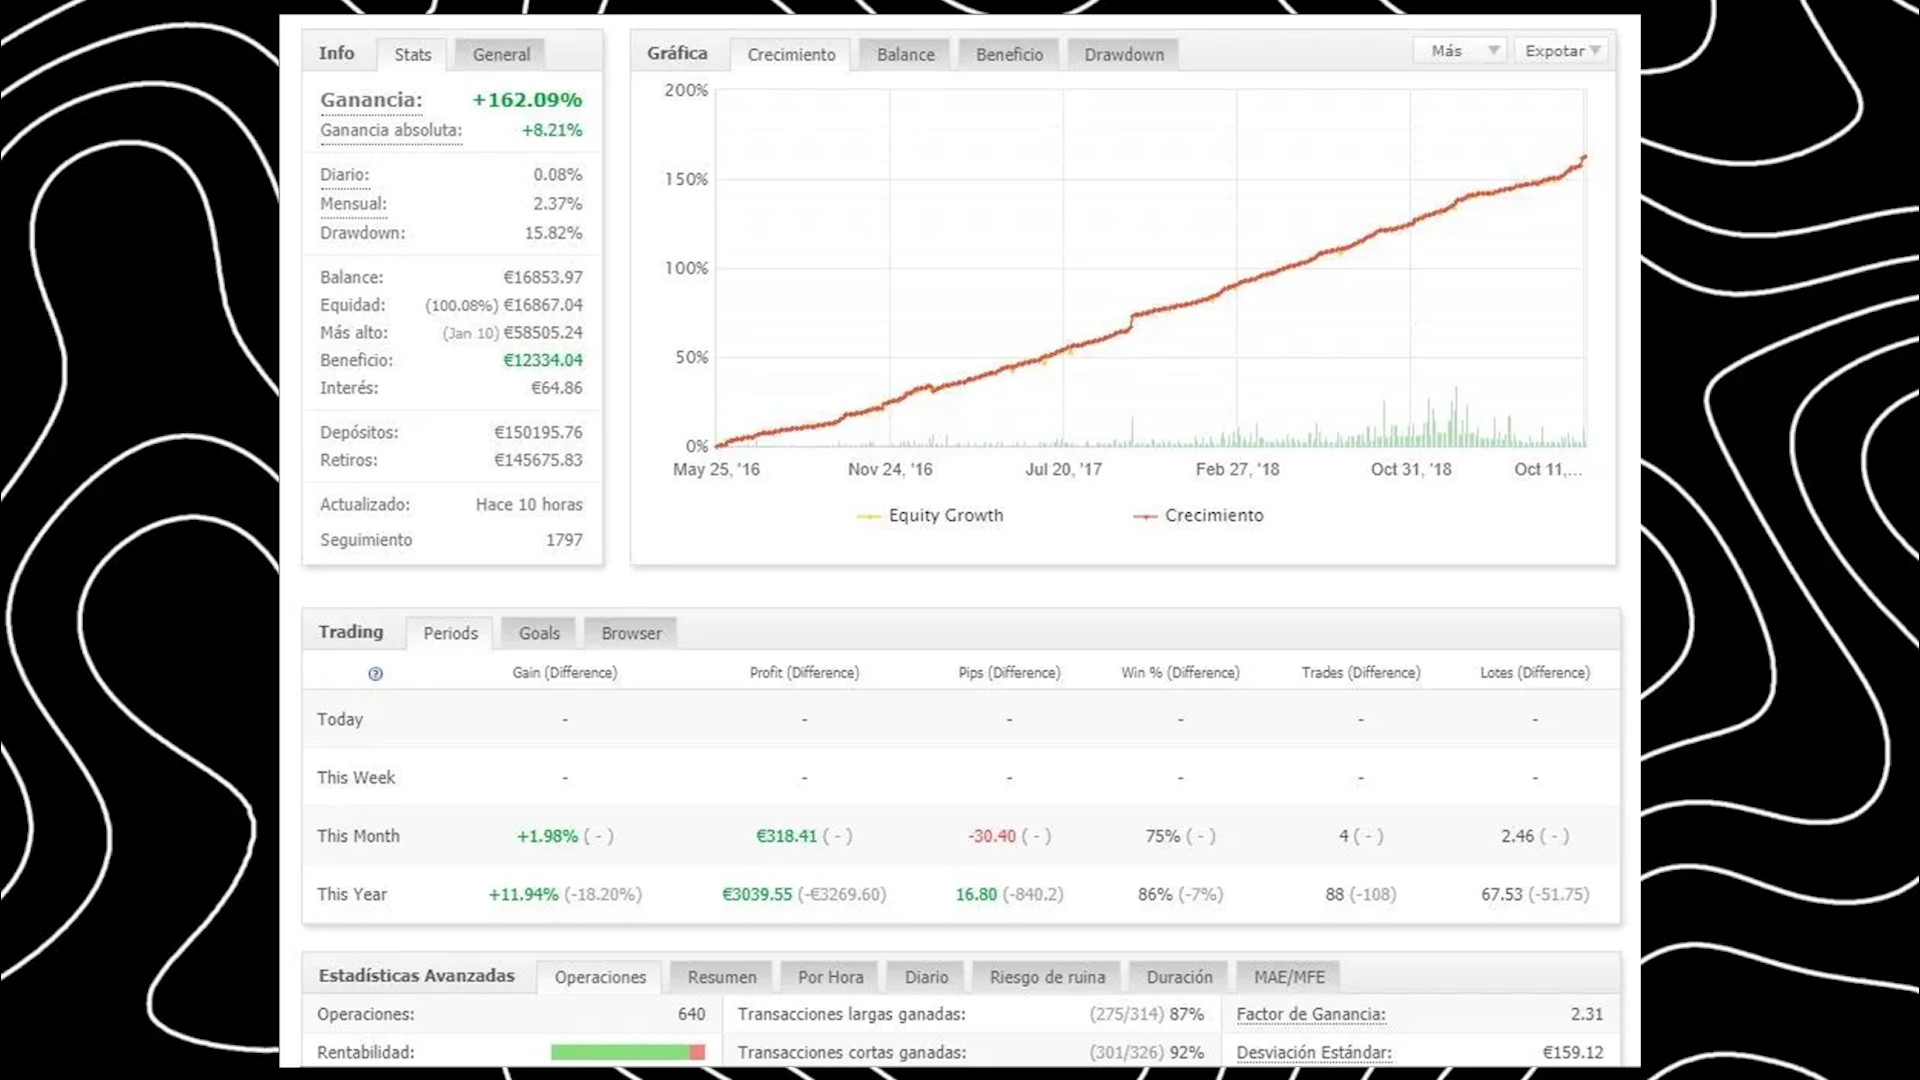 Info Stats General
Ganancia: +162.09%
Ganancia absoluta: +8.21%
Diario: 0.08%
Mensual: 2.37%
Drawdown: 15.82%
Balance: €16853.97
Equidad: (100.08%) €16867.04
Más alto: (Jan 10) €58505.24
Beneficio: €12334.04
Interés: €64.86
Depósitos: €150195.76
Retiros: €145675.83
Actualizado: Hace 10 horas
Seguimiento 1797
Gráfica Crecimiento Balance Beneficio Drawdown Más Expotar
200%
150%
100%
50%
0%
May 25, '16 Nov 24, '16 Jul 20, '17 Feb 27, '18 Oct 31, '18 Oct 11,...
Equity Growth Crecimiento
Trading Periods Goals Browser
? Gain (Difference) Profit (Difference) Pips (Difference) Win % (Difference) Trades (Difference) Lotes (Difference)
Today - - - - - -
This Week - - - - - -
This Month +1.98% ( - ) €318.41 ( - ) -30.40 ( - ) 75% ( - ) 4 ( - ) 2.46 ( - )
This Year +11.94% (-18.20%) €3039.55 (-€3269.60) 16.80 (-840.2) 86% (-7%) 88 (-108) 67.53 (-51.75)
Estadísticas Avanzadas Operaciones Resumen Por Hora Diario Riesgo de ruina Duración MAE/MFE
Operaciones: 640 Transacciones largas ganadas: (275/314) 87% Factor de Ganancia: 2.31
Rentabilidad: Transacciones cortas ganadas: (301/326) 92% Desviación Estándar: €159.12